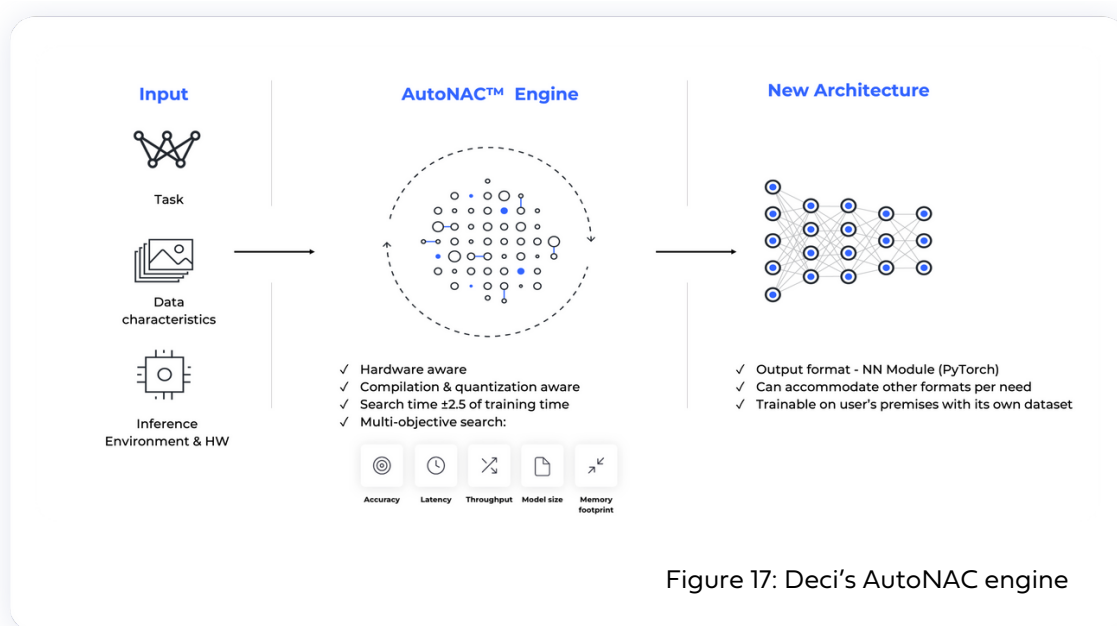 Input
Task
Data
characteristics
Inference
Environment & HW
AutoNAC™ Engine
✓ Hardware aware
✓ Compilation & quantization aware
✓ Search time ±2.5 of training time
✓ Multi-objective search:
Accuracy
Latency
Throughput
Model size
Memory
footprint
New Architecture
✓ Output format - NN Module (PyTorch)
✓ Can accommodate other formats per need
✓ Trainable on user's premises with its own dataset
Figure 17: Deci's AutoNAC engine